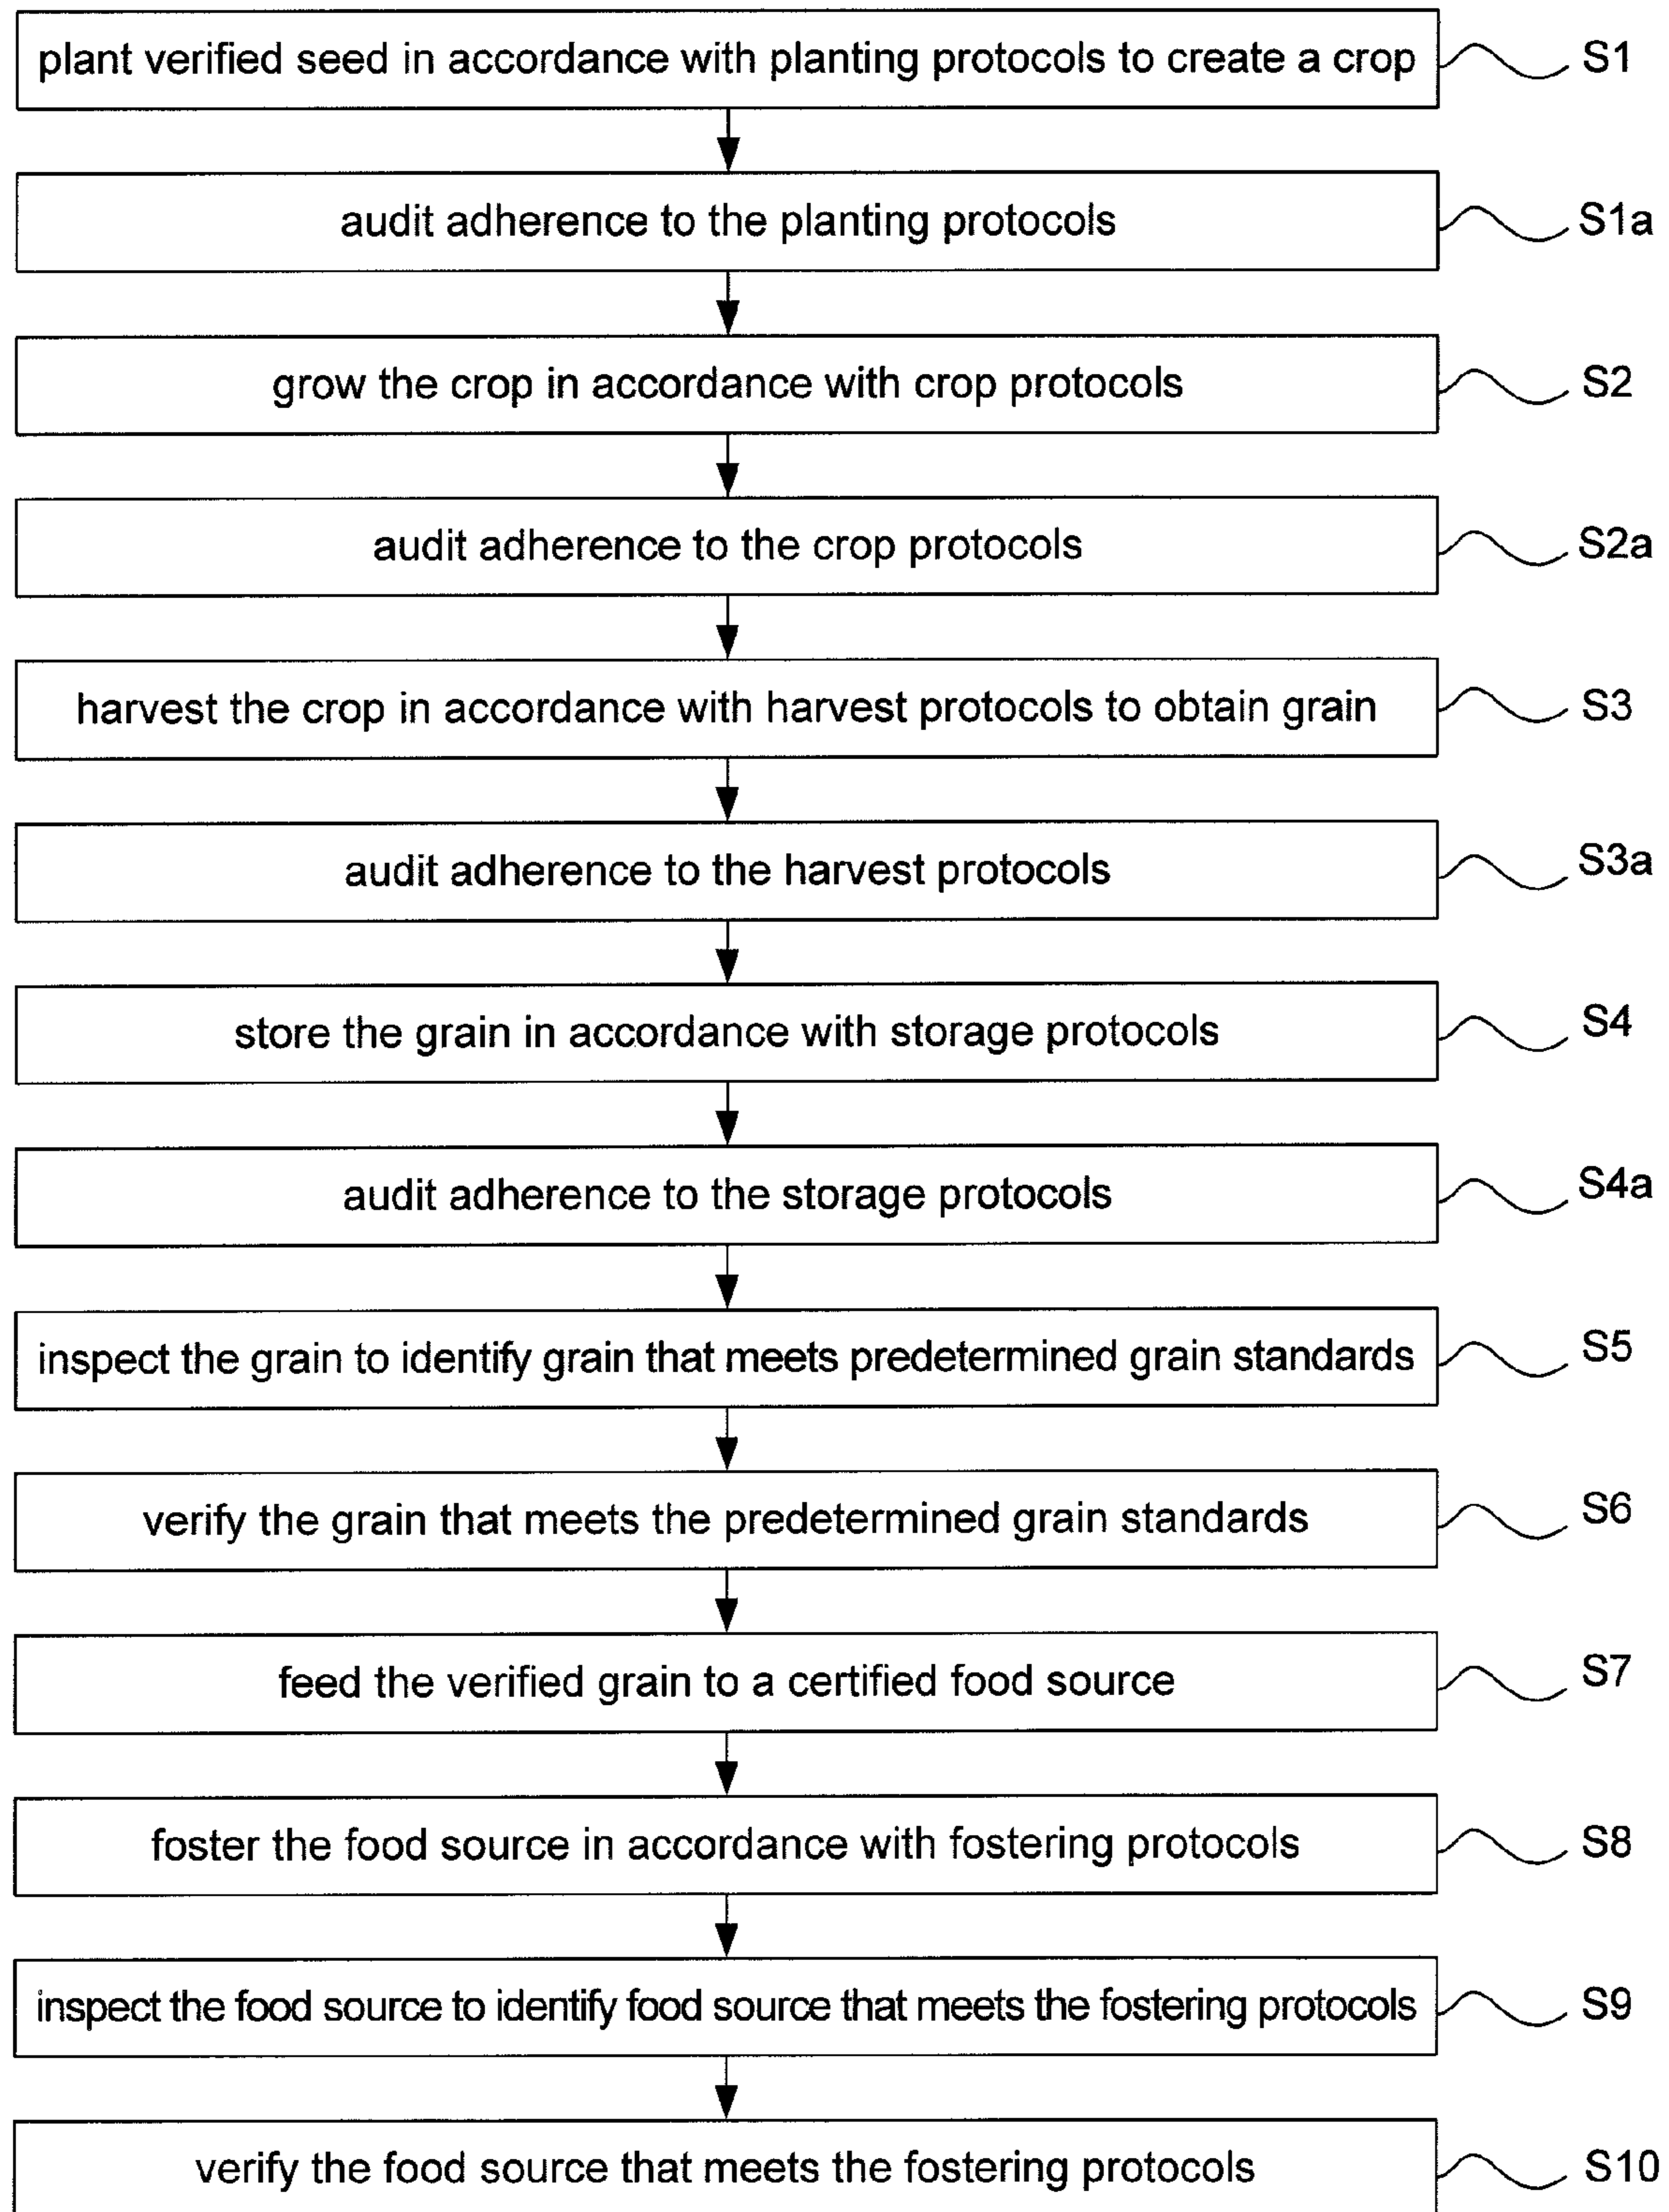 plant verified seed in accordance with planting protocols to create a crop S1
audit adherence to the planting protocols S1a
grow the crop in accordance with crop protocols S2
audit adherence to the crop protocols S2a
harvest the crop in accordance with harvest protocols to obtain grain S3
audit adherence to the harvest protocols S3a
store the grain in accordance with storage protocols S4
audit adherence to the storage protocols S4a
inspect the grain to identify grain that meets predetermined grain standards S5
verify the grain that meets the predetermined grain standards S6
feed the verified grain to a certified food source S7
foster the food source in accordance with fostering protocols S8
inspect the food source to identify food source that meets the fostering protocols S9
verify the food source that meets the fostering protocols S10